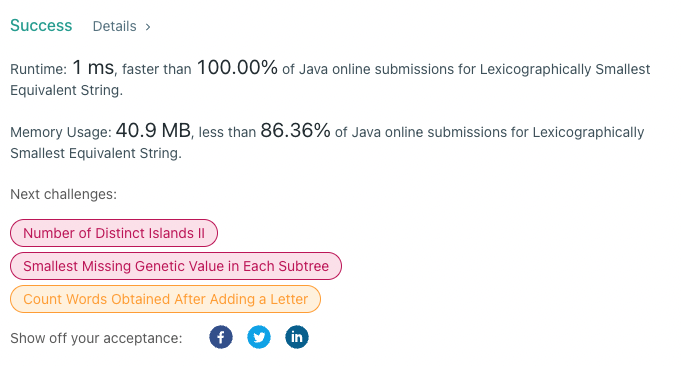 Success Details >
Runtime: 1 ms, faster than 100.00% of Java online submissions for Lexicographically Smallest
Equivalent String.
Memory Usage: 40.9 MB, less than 86.36% of Java online submissions for Lexicographically
Smallest Equivalent String.
Next challenges:
Number of Distinct Islands II
Smallest Missing Genetic Value in Each Subtree
Count Words Obtained After Adding a Letter
Show off your acceptance: f in